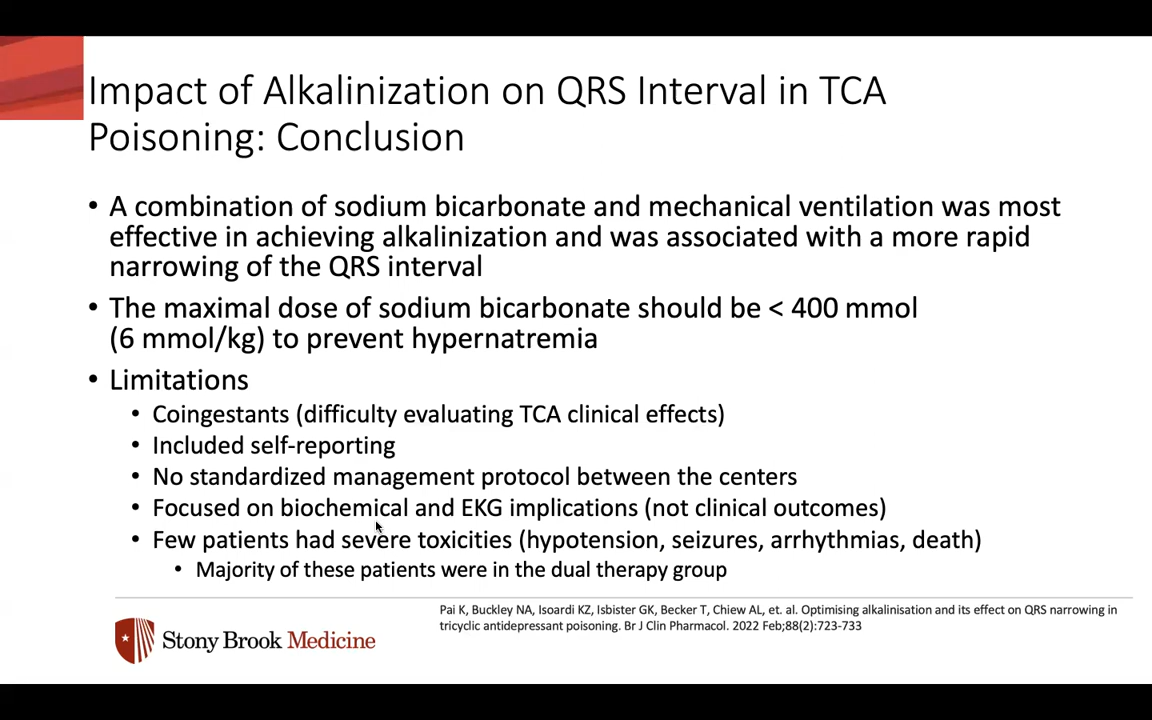 Impact of Alkalinization on QRS Interval in TCA
Poisoning: Conclusion
• A combination of sodium bicarbonate and mechanical ventilation was most
effective in achieving alkalinization and was associated with a more rapid
narrowing of the QRS interval
• The maximal dose of sodium bicarbonate should be < 400 mmol
(6 mmol/kg) to prevent hypernatremia
• Limitations
• Coingestants (difficulty evaluating TCA clinical effects)
• Included self-reporting
• No standardized management protocol between the centers
• Focused on biochemical and EKG implications (not clinical outcomes)
• Few patients had severe toxicities (hypotension, seizures, arrhythmias, death)
• Majority of these patients were in the dual therapy group
Pai K, Buckley NA, Isoardi KZ, Isbister GK, Becker T, Chiew AL, et. al. Optimising alkalinisation and its effect on QRS narrowing in
tricyclic antidepressant poisoning. Br J Clin Pharmacol. 2022 Feb;88(2):723-733
Stony Brook Medicine